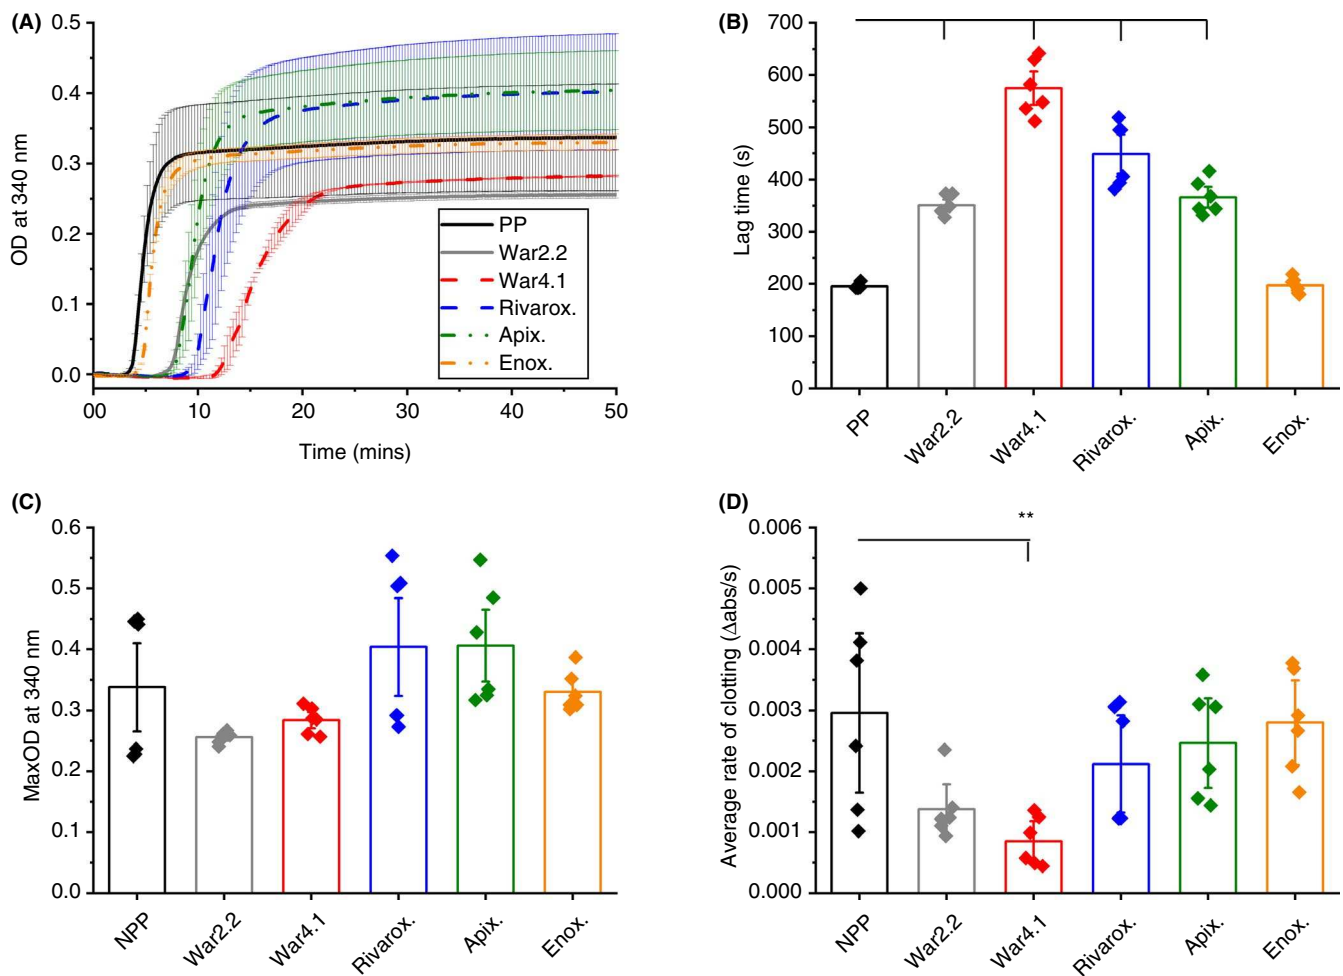 (A)
0.5
0.4
0.3
0.2
0.1
0.0
OD at 340 nm
00 10 20 30 40 50
Time (mins)
PP
War2.2
War4.1
Rivarox.
Apix.
Enox.
(B)
700
600
500
400
300
200
100
0
Lag time (s)
PP War2.2 War4.1 Rivarox. Apix. Enox.
(C)
0.6
0.5
0.4
0.3
0.2
0.1
0.0
MaxOD at 340 nm
NPP War2.2 War4.1 Rivarox. Apix. Enox.
(D)
0.006
0.005
0.004
0.003
0.002
0.001
0.000
Average rate of clotting (Δabs/s)
**
NPP War2.2 War4.1 Rivarox. Apix. Enox.